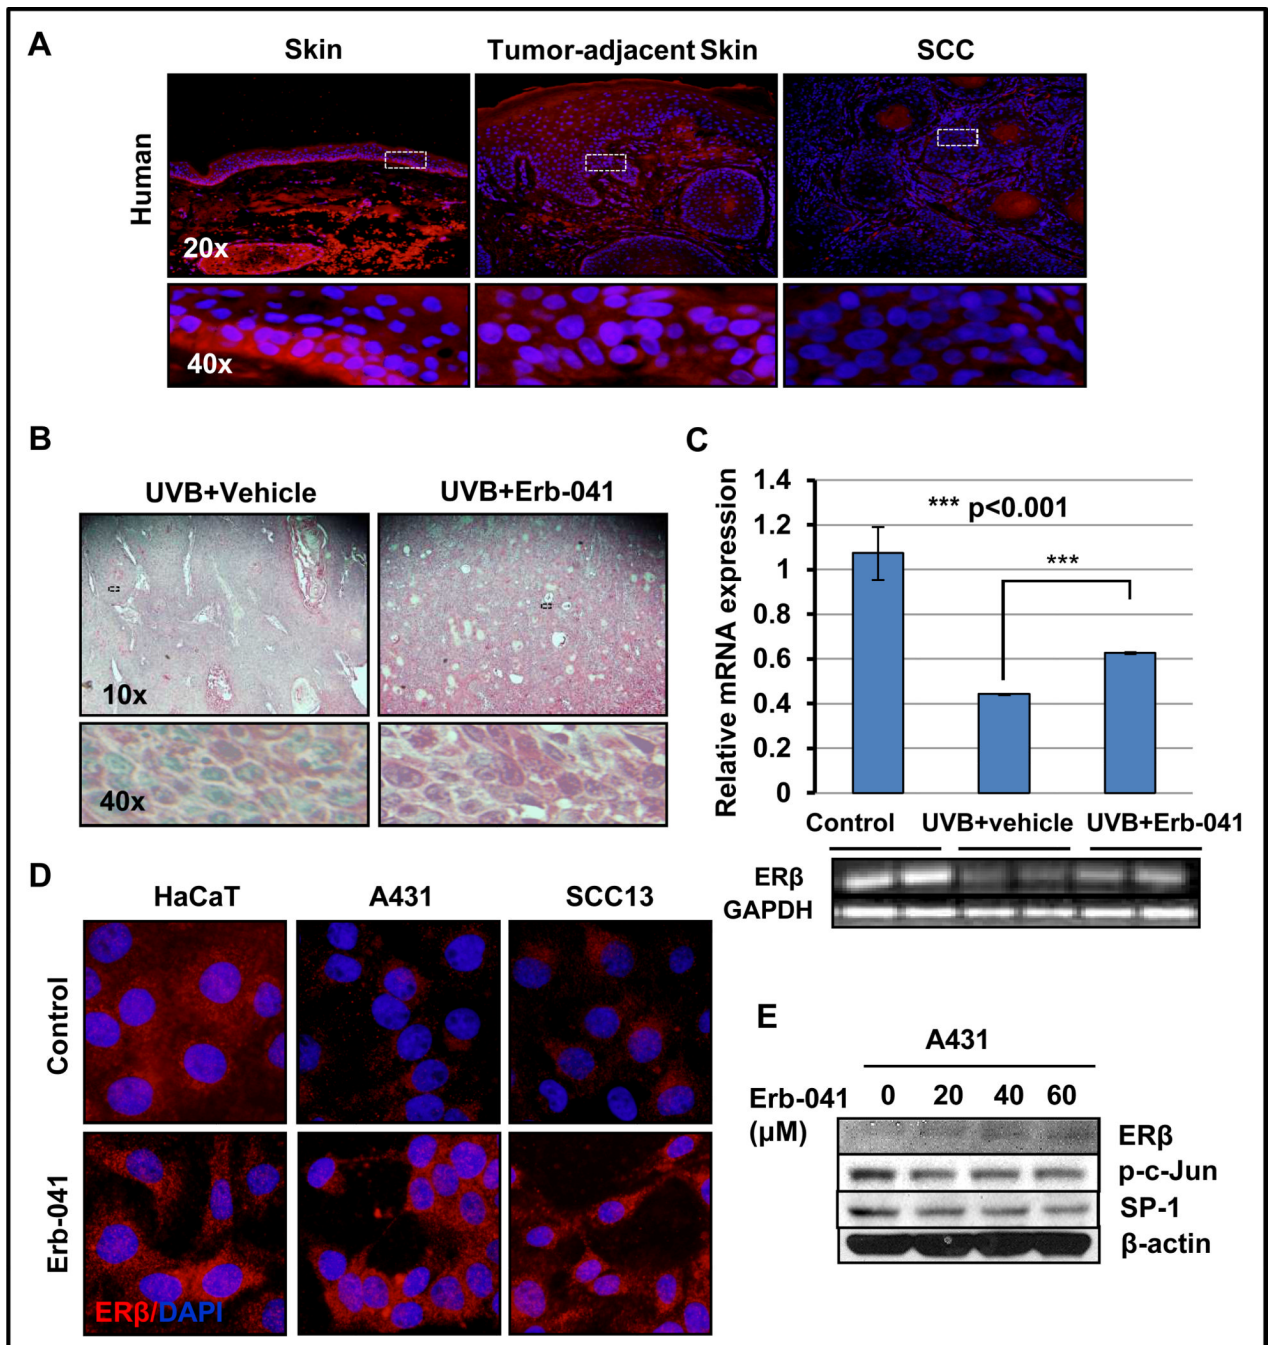 A
Skin
Tumor-adjacent Skin
SCC
Human
20x
40x
B
UVB+Vehicle
UVB+Erb-041
10x
40x
C
Relative mRNA expression
1.4
1.2
1
0.8
0.6
0.4
0.2
0
*** p<0.001
***
Control
UVB+vehicle
UVB+Erb-041
ERβ
GAPDH
D
HaCaT
A431
SCC13
Control
Erb-041
ERβ/DAPI
E
A431
Erb-041 0 20 40 60
(μM)
ERβ
p-c-Jun
SP-1
β-actin